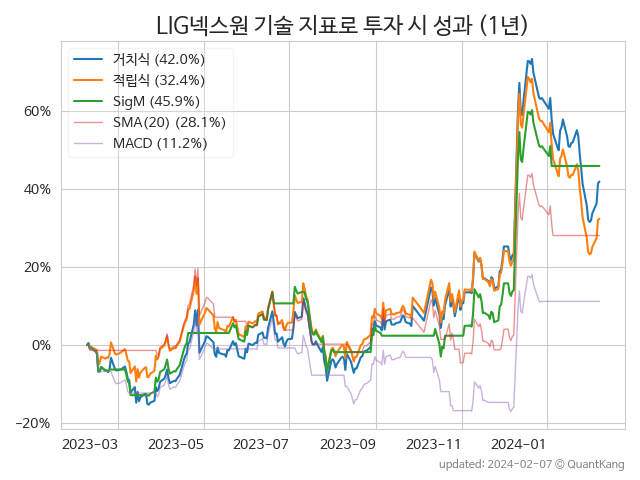 LIG넥스원 기술 지표로 투자 시 성과 (1년)
거치식 (42.0%)
적립식 (32.4%)
SigM (45.9%)
SMA(20) (28.1%)
MACD (11.2%)
60%
40%
20%
0%
−20%
2023-03 2023-05 2023-07 2023-09 2023-11 2024-01
updated: 2024-02-07 © QuantKang